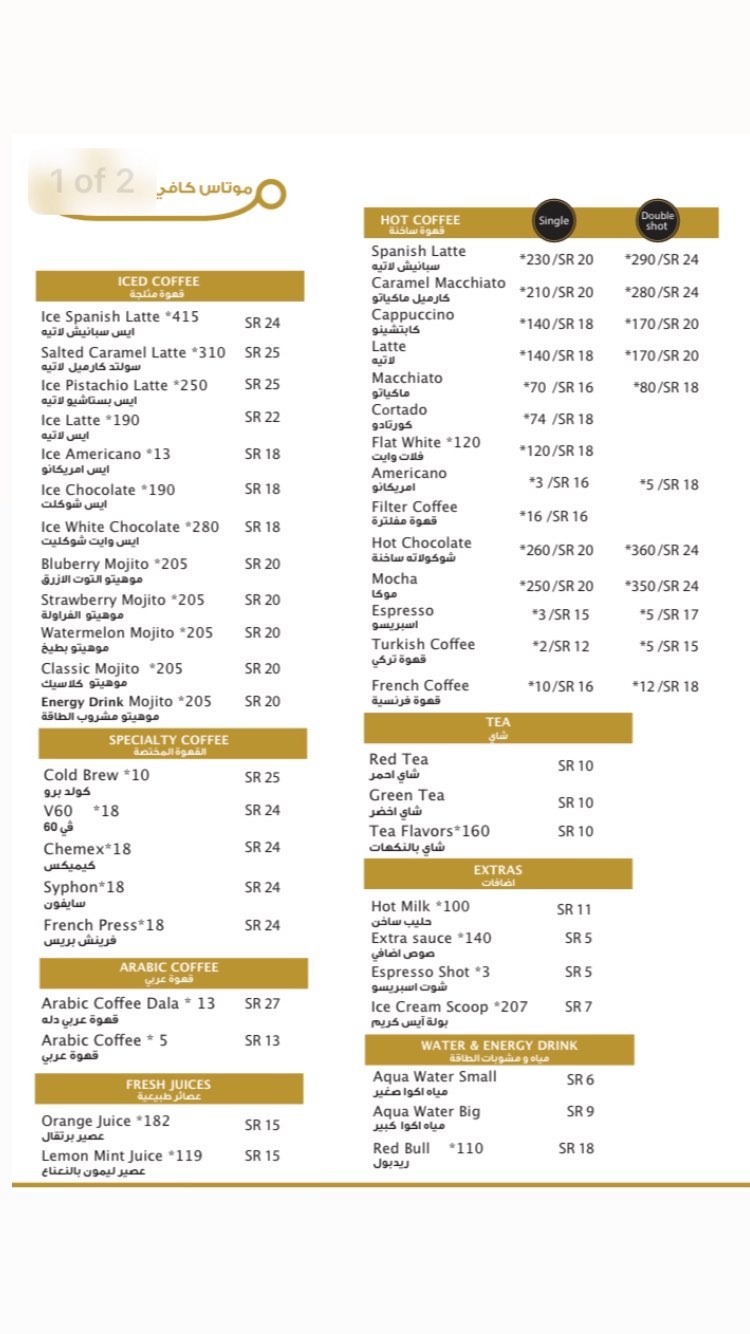 1 of 2
موتاس كافي
ICED COFFEE
قهوة مثلجة
Ice Spanish Latte *415 SR 24
ايس سبانيش لاتيه
Salted Caramel Latte *310 SR 25
سولتد كارميل لاتيه
Ice Pistachio Latte *250 SR 25
ايس بستاشيو لاتيه
Ice Latte *190 SR 22
ايس لاتيه
Ice Americano *13 SR 18
ايس امريكانو
Ice Chocolate *190 SR 18
ايس شوكلت
Ice White Chocolate *280 SR 18
ايس وايت شوكليت
Bluberry Mojito *205 SR 20
موهيتو التوت الازرق
Strawberry Mojito *205 SR 20
موهيتو الفراولة
Watermelon Mojito *205 SR 20
موهيتو بطيخ
Classic Mojito *205 SR 20
موهيتو كلاسيك
Energy Drink Mojito *205 SR 20
موهيتو مشروب الطاقة
SPECIALTY COFFEE
القهوة المختصة
Cold Brew *10 SR 25
كولد برو
V60 *18 SR 24
في 60
Chemex*18 SR 24
كيميكس
Syphon*18 SR 24
سايفون
French Press*18 SR 24
فرينش بريس
ARABIC COFFEE
قهوة عربي
Arabic Coffee Dala * 13 SR 27
قهوة عربي دله
Arabic Coffee * 5 SR 13
قهوة عربي
FRESH JUICES
عصائر طبيعية
Orange Juice *182 SR 15
عصير برتقال
Lemon Mint Juice *119 SR 15
عصير ليمون بالنعناع
HOT COFFEE Single Double shot
قهوة ساخنة
Spanish Latte *230/SR 20 *290/SR 24
سبانيش لاتيه
Caramel Macchiato *210/SR 20 *280/SR 24
كارميل ماكياتو
Cappuccino *140/SR 18 *170/SR 20
كابتشينو
Latte *140/SR 18 *170/SR 20
لاتيه
Macchiato *70 /SR 16 *80/SR 18
ماكياتو
Cortado *74 /SR 18
كورتادو
Flat White *120 *120/SR 18
فلات وايت
Americano *3 /SR 16 *5 /SR 18
امريكانو
Filter Coffee *16 /SR 16
قهوة مفلترة
Hot Chocolate *260/SR 20 *360/SR 24
شوكولاته ساخنة
Mocha *250/SR 20 *350/SR 24
موكا
Espresso *3/SR 15 *5/SR 17
اسبريسو
Turkish Coffee *2/SR 12 *5/SR 15
قهوة تركي
French Coffee *10/SR 16 *12/SR 18
قهوة فرنسية
TEA
شاي
Red Tea SR 10
شاي احمر
Green Tea SR 10
شاي اخضر
Tea Flavors*160 SR 10
شاي بالنكهات
EXTRAS
اضافات
Hot Milk *100 SR 11
حليب ساخن
Extra sauce *140 SR 5
صوص اضافي
Espresso Shot *3 SR 5
شوت اسبريسو
Ice Cream Scoop *207 SR 7
بولة آيس كريم
WATER & ENERGY DRINK
مياه و مشوبات الطاقة
Aqua Water Small SR 6
مياه اكوا صغير
Aqua Water Big SR 9
مياه اكوا كبير
Red Bull *110 SR 18
ريدبول